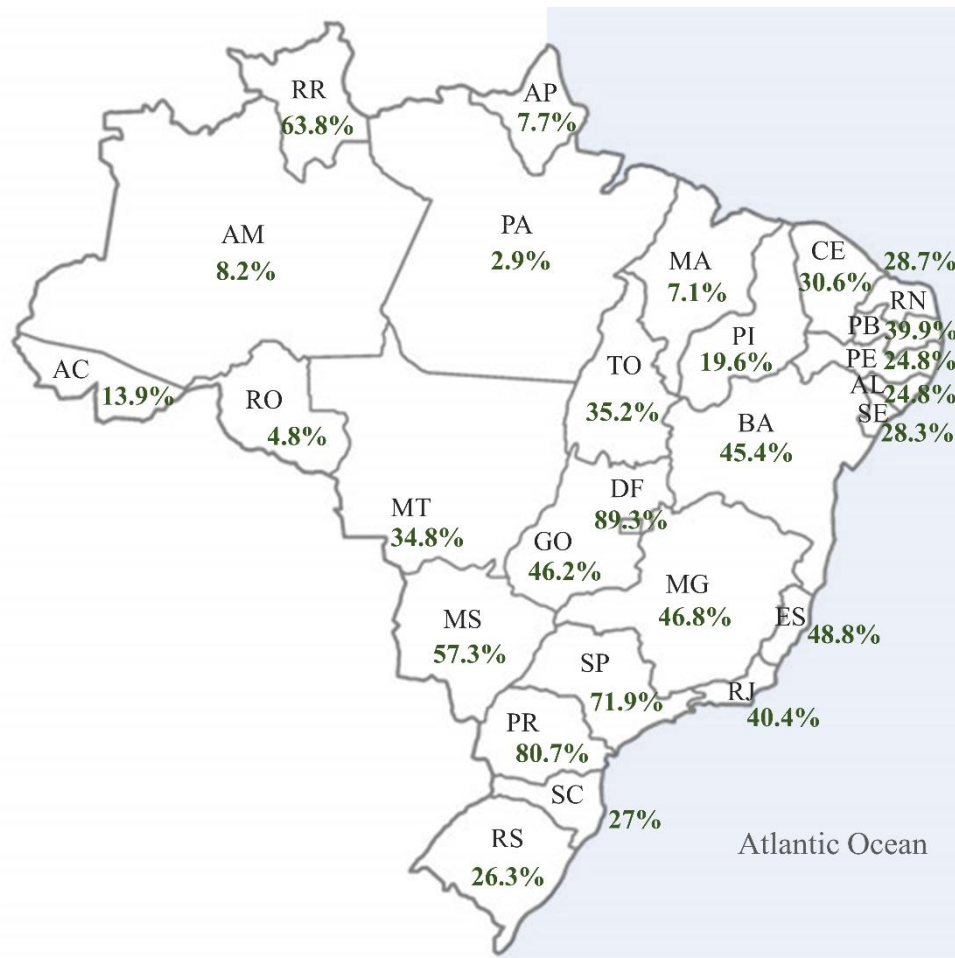 RR
63.8%
AP
7.7%
AM
8.2%
PA
2.9%
MA
7.1%
CE
30.6%
28.7%
RN
PB
39.9%
PI
19.6%
PE
24.8%
AL
24.8%
SE
28.3%
AC
13.9%
RO
4.8%
TO
35.2%
BA
45.4%
MT
34.8%
DF
89.3%
GO
46.2%
MG
46.8%
ES
48.8%
MS
57.3%
SP
71.9%
RJ
40.4%
PR
80.7%
SC
27%
RS
26.3%
Atlantic Ocean